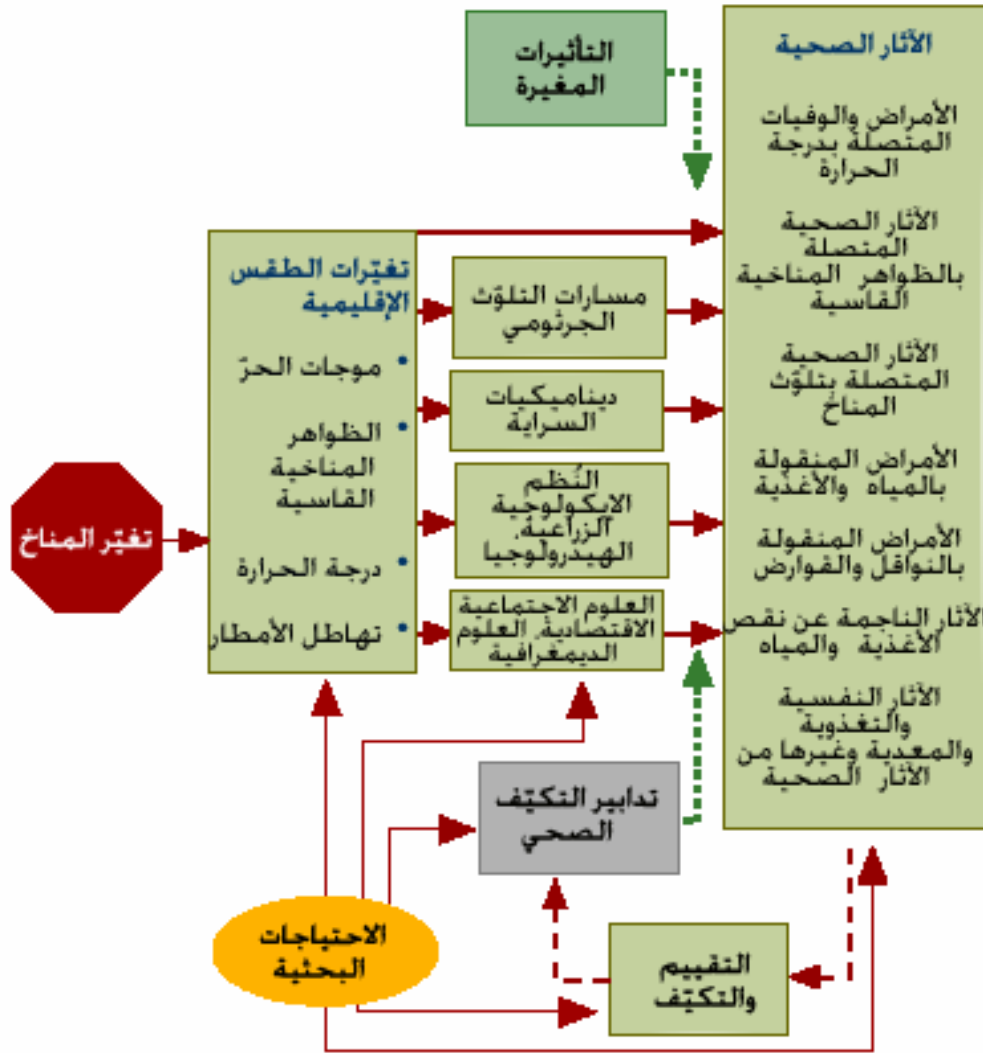 التأثيرات
المغيرة
الآثار الصحية
الأمراض والوفيات
المتصلة بدرجة
الحرارة
الآثار الصحية
المتصلة
بالظواهر المناخية
القاسية
الآثار الصحية
المتصلة بتلوّث
المناخ
الأمراض المنقولة
بالمياه والأغذية
الأمراض المنقولة
بالنواقل والقوارض
الآثار الناجمة عن نقص
الأغذية والمياه
الآثار النفسية
والتغذوية
والمعدية وغيرها من
الآثار الصحية
مسارات التلوّث
الجرثومي
ديناميكيات
السراية
النُظم
الايكولوجية
الزراعية,
الهيدرولوجيا
العلوم الاجتماعية
الاقتصادية, العلوم
الديمغرافية
تغيّرات الطقس
الإقليمية
• موجات الحرّ
• الظواهر
المناخية
القاسية
• درجة الحرارة
• تهاطل الأمطار
تغيّر المناخ
تدابير التكيّف
الصحي
الاحتياجات
البحثية
التقييم
والتكيّف